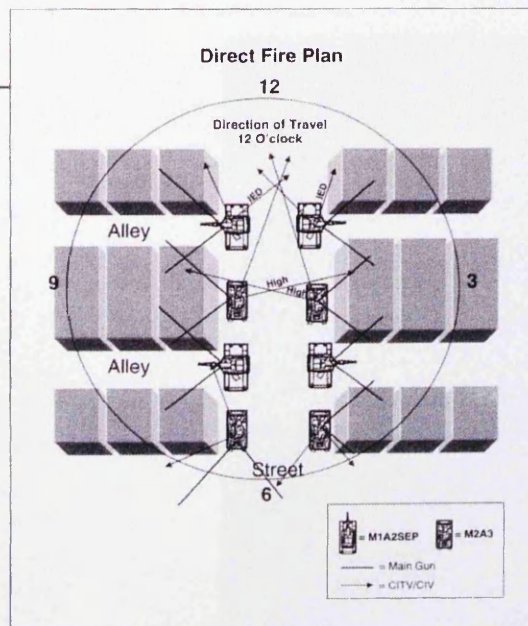 Direct Fire Plan
12
Direction of Travel
12 O'clock
IED
IED
Alley
9
High
High
3
Alley
Street
6
= M1A2SEP
= M2A3
= Main Gun
= CITV/CIV